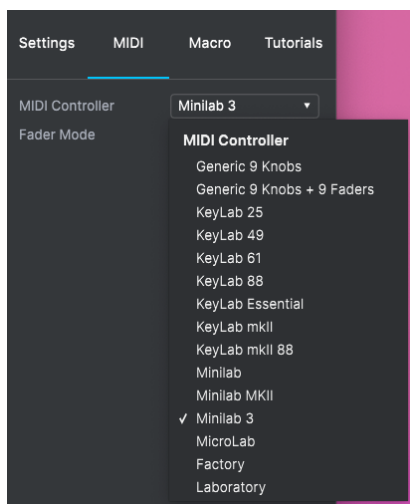 Settings MIDI Macro Tutorials
MIDI Controller Minilab 3
Fader Mode
MIDI Controller
Generic 9 Knobs
Generic 9 Knobs + 9 Faders
KeyLab 25
KeyLab 49
KeyLab 61
KeyLab 88
KeyLab Essential
KeyLab mkII
KeyLab mkII 88
Minilab
Minilab MKII
✓ Minilab 3
MicroLab
Factory
Laboratory